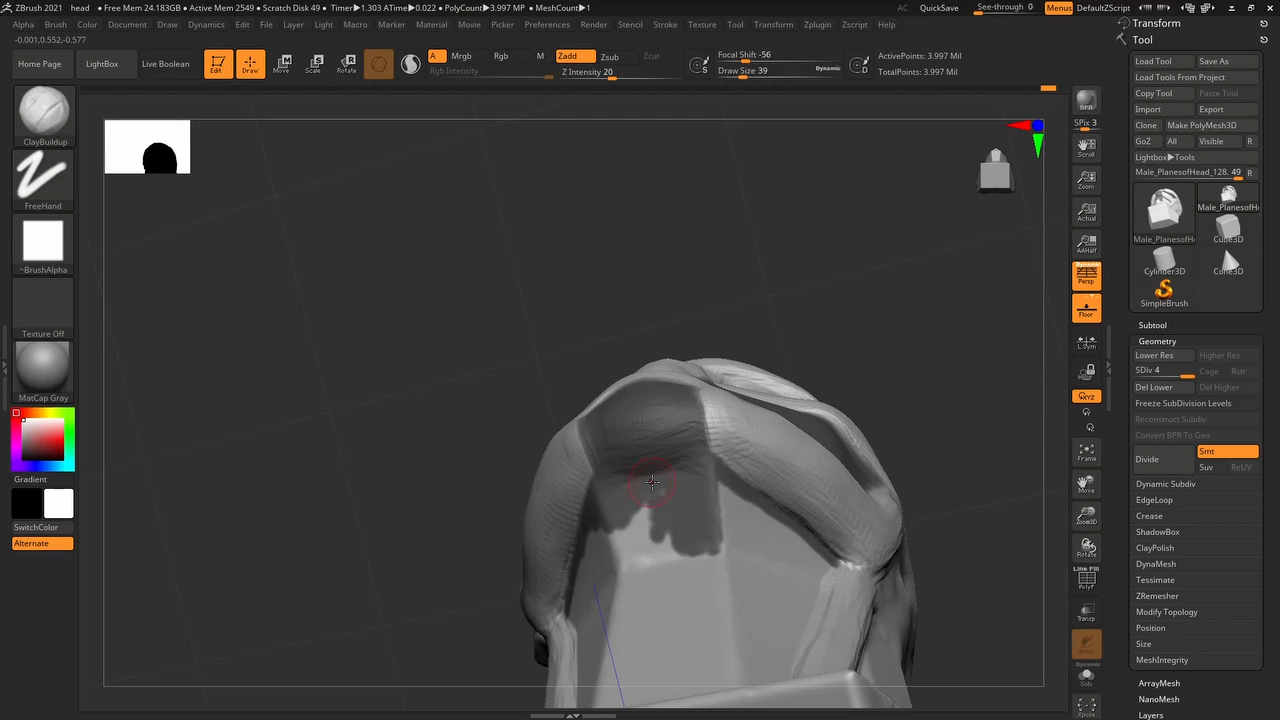 ZBrush 2021 head • Free Mem 24.183GB • Active Mem 2549 • Scratch Disk 49 • Timer▶1.303 ATime▶0.022 • PolyCount▶3.997 MP • MeshCount▶1 AC QuickSave See-through 0 Menus DefaultZScript
Alpha Brush Color Document Draw Dynamics Edit File Layer Light Macro Marker Material Movie Picker Preferences Render Stencil Stroke Texture Tool Transform Zplugin Zscript Help
-0.001,0.552,-0.577
Home Page LightBox Live Boolean Edit Draw Move Scale Rotate
A Mrgb Rgb M Zadd Zsub Zcut
Rgb Intensity Z Intensity 20
S Focal Shift -56
Draw Size 39 Dynamic D
ActivePoints: 3.997 Mil
TotalPoints: 3.997 Mil
ClayBuildup
FreeHand
~BrushAlpha
Texture Off
MatCap Gray
Gradient
SwitchColor
Alternate
BPR
SPix 3
Scroll
Zoom
Actual
AAHalf
Dynamic
Persp
Floor
L.Sym
XYZ
Frame
Move
Zoom3D
Rotate
Line Fill
PolyF
Transp
Dynamic
Solo
Xpose
Transform
Tool
Load Tool Save As
Load Tools From Project
Copy Tool Paste Tool
Import Export
Clone Make PolyMesh3D
GoZ All Visible R
Lightbox▶Tools
Male_PlanesofHead_128. 49 R
Male_PlanesofHe Male_PlanesofHe
Cube3D
Cylinder3D Cone3D
SimpleBrush
Subtool
Geometry
Lower Res Higher Res
SDiv 4 Cage Rstr
Del Lower Del Higher
Freeze SubDivision Levels
Reconstruct Subdiv
Convert BPR To Geo
Divide Smt
Suv ReUV
Dynamic Subdiv
EdgeLoop
Crease
ShadowBox
ClayPolish
DynaMesh
Tessimate
ZRemesher
Modify Topology
Position
Size
MeshIntegrity
ArrayMesh
NanoMesh
Layers